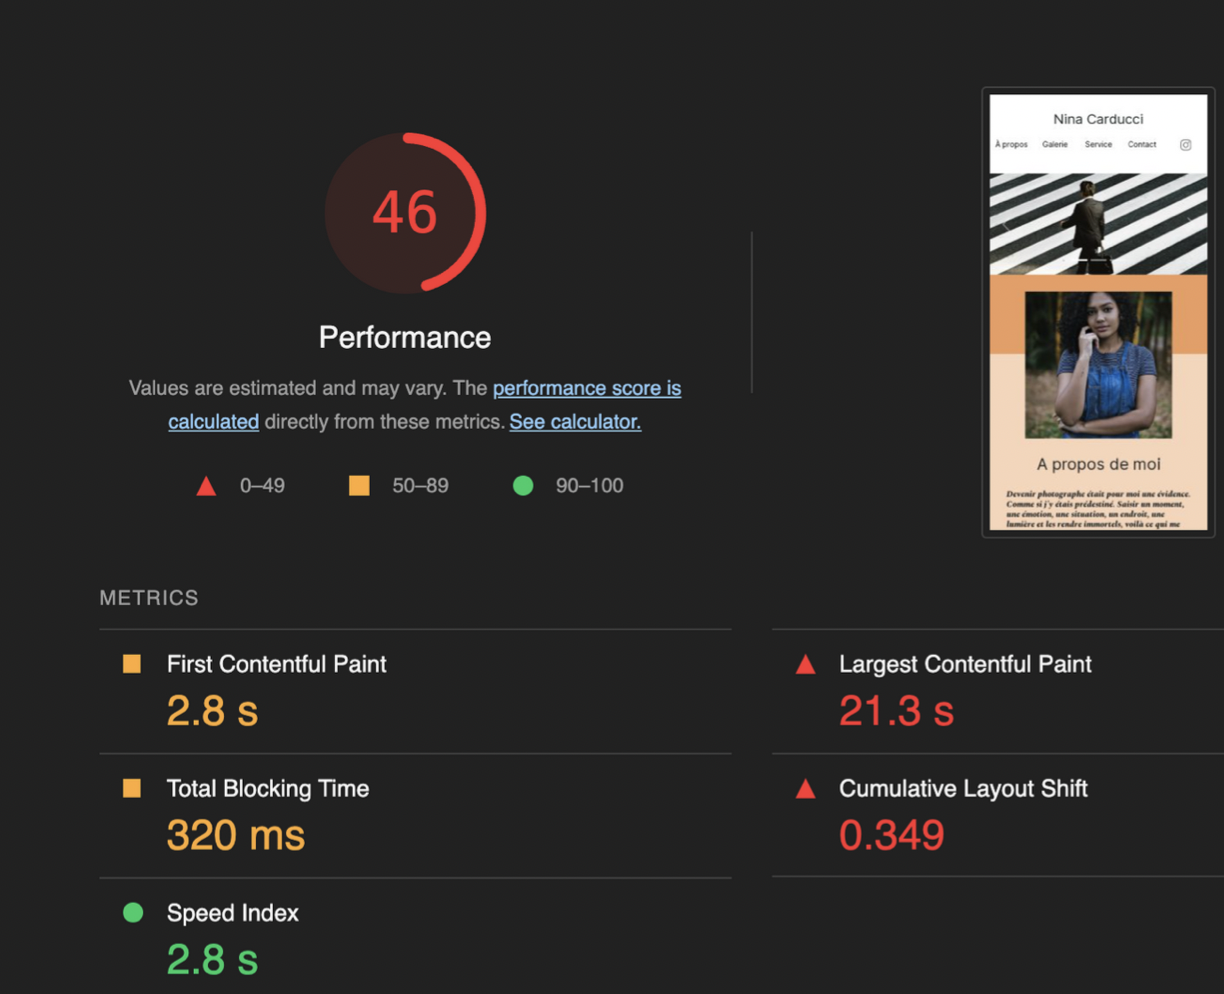 46
Performance
Values are estimated and may vary. The performance score is
calculated directly from these metrics. See calculator.
0–49
50–89
90–100
Nina Carducci
À propos
Galerie
Service
Contact
A propos de moi
Devenir photographe était pour moi une évidence.
Comme si j'y étais prédestiné. Saisir un moment,
une émotion, une situation, un endroit, une
lumière et les rendre immortels, voilà ce qui me
METRICS
First Contentful Paint
2.8 s
Largest Contentful Paint
21.3 s
Total Blocking Time
320 ms
Cumulative Layout Shift
0.349
Speed Index
2.8 s